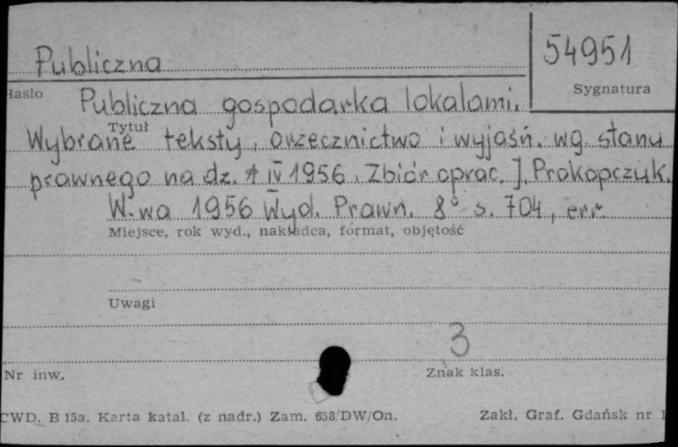 54951
Publiczna
Hasło
Sygnatura
Publiczna gospodarka lokalami.
Tytuł
Wybrane teksty, orzecznictwo i wyjaśń. wg. stanu
prawnego na dz. 1 IV 1956. Zbiór oprac. J. Prokopczuk.
W-wa 1956 Wyd. Prawn. 8° s. 704, err.
Miejsce, rok wyd., nakładca, format, objętość
Uwagi
3
Nr inw.
Znak klas.
CWD. B 15a. Karta katal. (z nadr.) Zam. 658/DW/On.
Zakł. Graf. Gdańsk nr 1